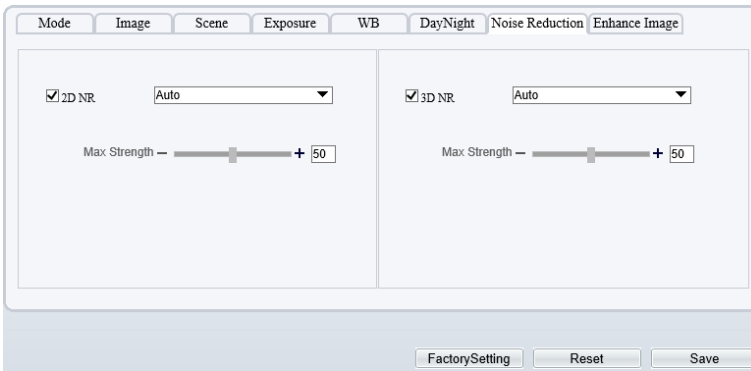 Mode Image Scene Exposure WB DayNight Noise Reduction Enhance Image
2D NR Auto
Max Strength 50
3D NR Auto
Max Strength 50
FactorySetting Reset Save